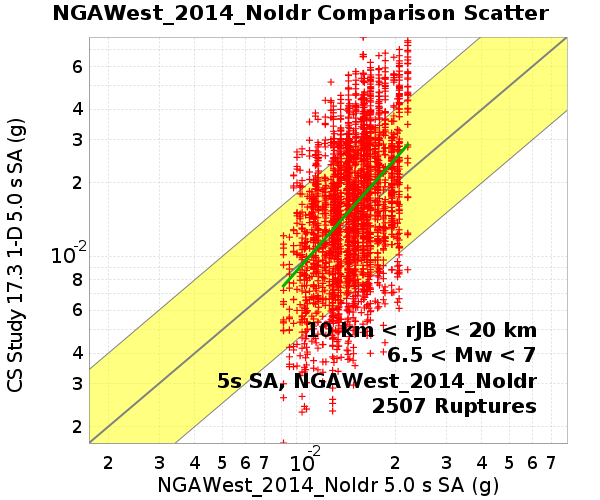 NGAWest_2014_NoIdr Comparison Scatter
CS Study 17.3 1-D 5.0 s SA (g)
6
4
3
2
10-2
8
6
4
3
2
10 km < rJB < 20 km
6.5 < Mw < 7
5s SA, NGAWest_2014_NoIdr
2507 Ruptures
2 3 4 5 6 7 10-2 2 3 4 5 6 7
NGAWest_2014_NoIdr 5.0 s SA (g)